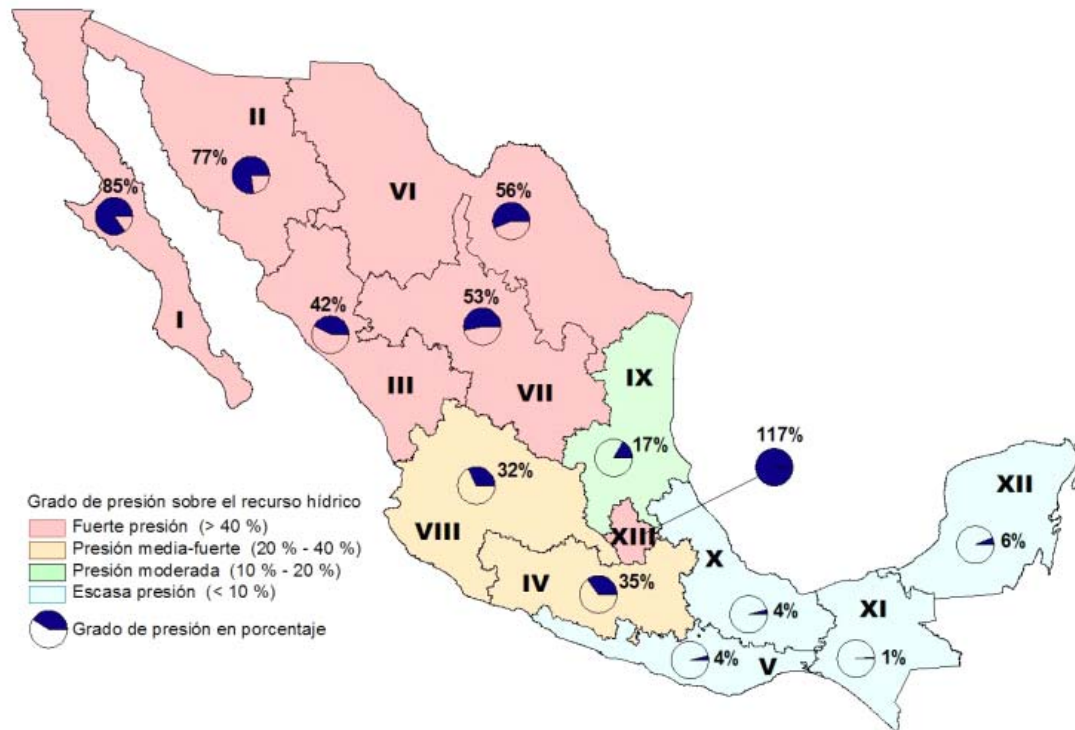 II
77%
85%
VI
56%
I
42%
53%
III
VII
IX
17%
117%
32%
VIII
XIII
XII
6%
IV
35%
X
4%
XI
1%
4%
V
Grado de presión sobre el recurso hídrico
Fuerte presión (> 40 %)
Presión media-fuerte (20 % - 40 %)
Presión moderada (10 % - 20 %)
Escasa presión (< 10 %)
Grado de presión en porcentaje